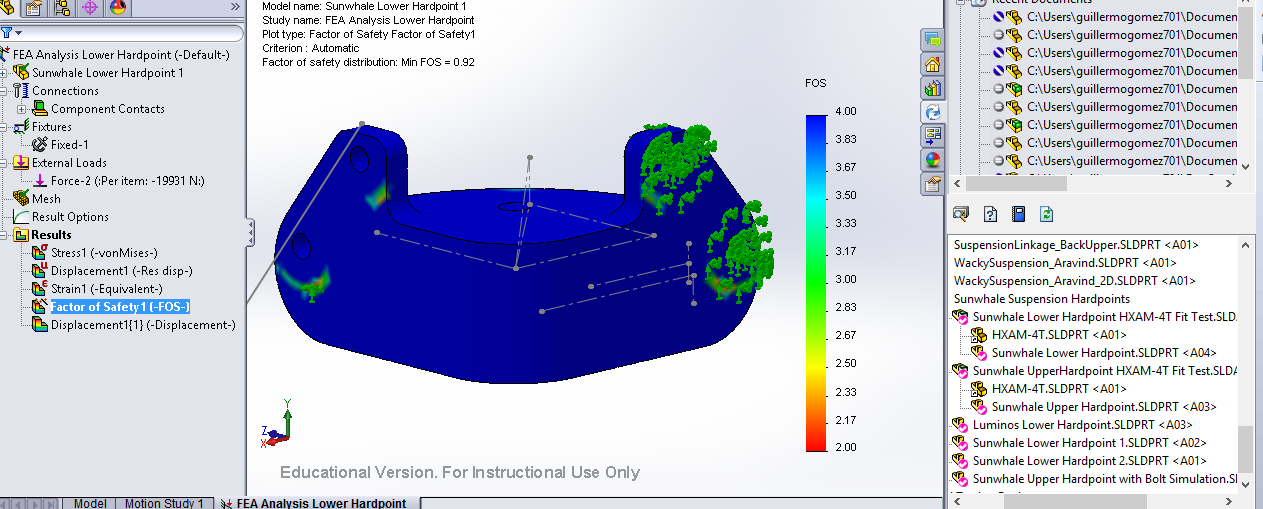 FEA Analysis Lower Hardpoint (-Default-)
Sunwhale Lower Hardpoint 1
Connections
Component Contacts
Fixtures
Fixed-1
External Loads
Force-2 (:Per item: -19931 N:)
Mesh
Result Options
Results
Stress1 (-vonMises-)
Displacement1 (-Res disp-)
Strain1 (-Equivalent-)
Factor of Safety1 (-FOS-)
Displacement1{1} (-Displacement-)
Model name: Sunwhale Lower Hardpoint 1
Study name: FEA Analysis Lower Hardpoint
Plot type: Factor of Safety Factor of Safety1
Criterion : Automatic
Factor of safety distribution: Min FOS = 0.92
FOS
4.00
3.83
3.67
3.50
3.33
3.17
3.00
2.83
2.67
2.50
2.33
2.17
2.00
Y
Z
X
Educational Version. For Instructional Use Only
Model
Motion Study 1
FEA Analysis Lower Hardpoint
Recent Documents
C:\Users\guillermogomez701\Documen
C:\Users\guillermogomez701\Documen
C:\Users\guillermogomez701\Documen
C:\Users\guillermogomez701\Documen
C:\Users\guillermogomez701\Documen
C:\Users\guillermogomez701\Documen
C:\Users\guillermogomez701\Documen
C:\Users\guillermogomez701\Documen
C:\Users\guillermogomez701\Documen
SuspensionLinkage_BackUpper.SLDPRT <A01>
WackySuspension_Aravind.SLDPRT <A01>
WackySuspension_Aravind_2D.SLDPRT <A01>
Sunwhale Suspension Hardpoints
Sunwhale Lower Hardpoint HXAM-4T Fit Test.SLDA
HXAM-4T.SLDPRT <A01>
Sunwhale Lower Hardpoint.SLDPRT <A04>
Sunwhale UpperHardpoint HXAM-4T Fit Test.SLDA
HXAM-4T.SLDPRT <A01>
Sunwhale Upper Hardpoint.SLDPRT <A03>
Luminos Lower Hardpoint.SLDPRT <A03>
Sunwhale Lower Hardpoint 1.SLDPRT <A02>
Sunwhale Lower Hardpoint 2.SLDPRT <A01>
Sunwhale Upper Hardpoint with Bolt Simulation.Sl